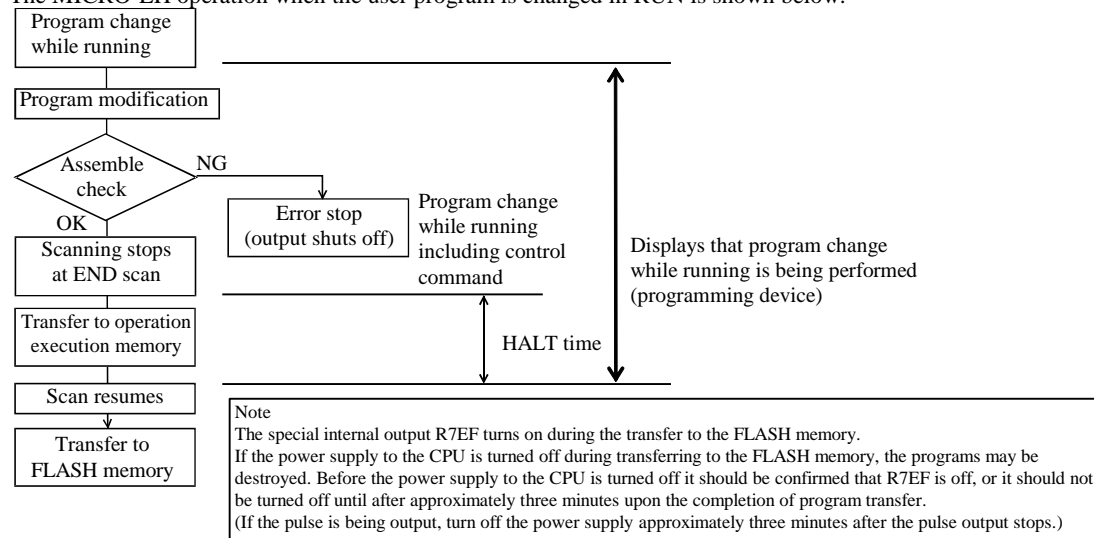 The MICRO-EH operation when the user program is changed in RUN is shown below.
Program change
while running
Program modification
Assemble
check
NG
OK
Error stop
(output shuts off)
Program change
while running
including control
command
Scanning stops
at END scan
Displays that program change
while running is being performed
(programming device)
Transfer to operation
execution memory
HALT time
Scan resumes
Transfer to
FLASH memory
Note
The special internal output R7EF turns on during the transfer to the FLASH memory.
If the power supply to the CPU is turned off during transferring to the FLASH memory, the programs may be
destroyed. Before the power supply to the CPU is turned off it should be confirmed that R7EF is off, or it should not
be turned off until after approximately three minutes upon the completion of program transfer.
(If the pulse is being output, turn off the power supply approximately three minutes after the pulse output stops.)